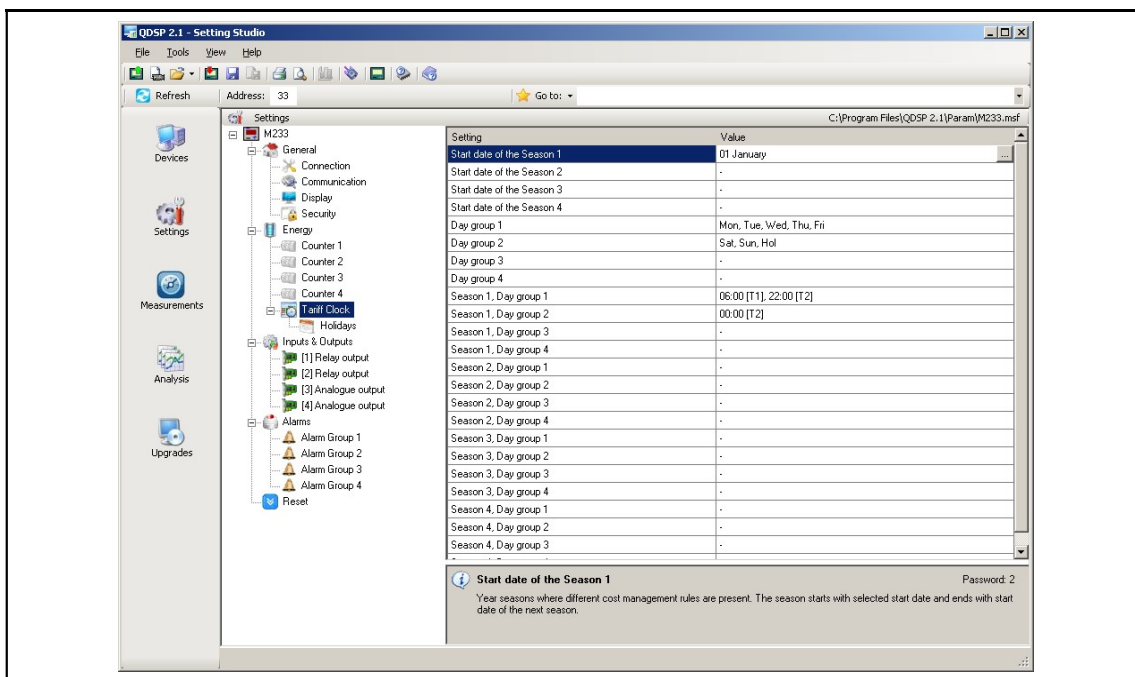 QDSP 2.1 - Setting Studio
File Tools View Help
Refresh Address: 33 Go to:
Devices
Settings
Measurements
Analysis
Upgrades
Settings C:\Program Files\QDSP 2.1\Param\M233.msf
M233
General
Connection
Communication
Display
Security
Energy
Counter 1
Counter 2
Counter 3
Counter 4
Tariff Clock
Holidays
Inputs & Outputs
[1] Relay output
[2] Relay output
[3] Analogue output
[4] Analogue output
Alarms
Alarm Group 1
Alarm Group 2
Alarm Group 3
Alarm Group 4
Reset
Setting Value
Start date of the Season 1 01 January ...
Start date of the Season 2 -
Start date of the Season 3 -
Start date of the Season 4 -
Day group 1 Mon, Tue, Wed, Thu, Fri
Day group 2 Sat, Sun, Hol
Day group 3 -
Day group 4 -
Season 1, Day group 1 06:00 [T1], 22:00 [T2]
Season 1, Day group 2 00:00 [T2]
Season 1, Day group 3 -
Season 1, Day group 4 -
Season 2, Day group 1 -
Season 2, Day group 2 -
Season 2, Day group 3 -
Season 2, Day group 4 -
Season 3, Day group 1 -
Season 3, Day group 2 -
Season 3, Day group 3 -
Season 3, Day group 4 -
Season 4, Day group 1 -
Season 4, Day group 2 -
Season 4, Day group 3 -
Start date of the Season 1 Password: 2
Year seasons where different cost management rules are present. The season starts with selected start date and ends with start
date of the next season.